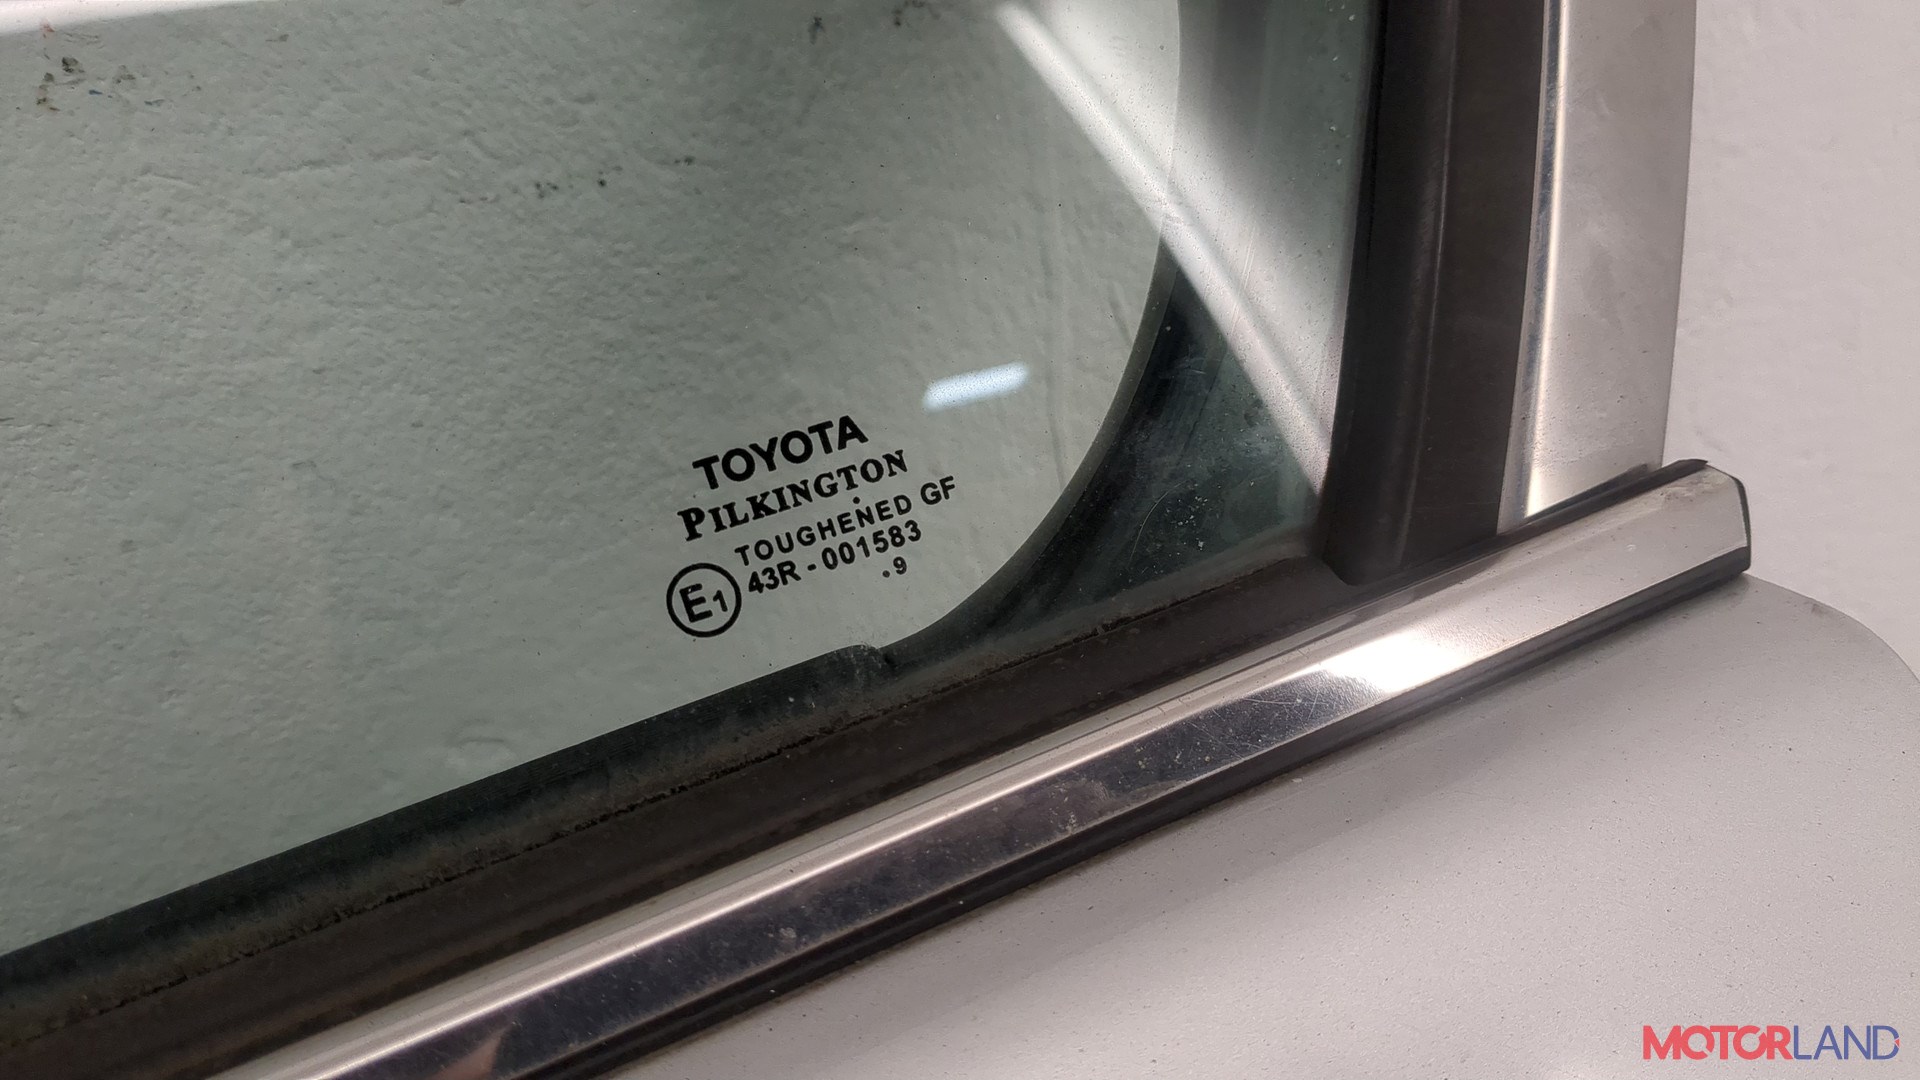 TOYOTA
PILKINGTON
TOUGHENED GF
E1 43R - 001583
. 9
MOTORLAND